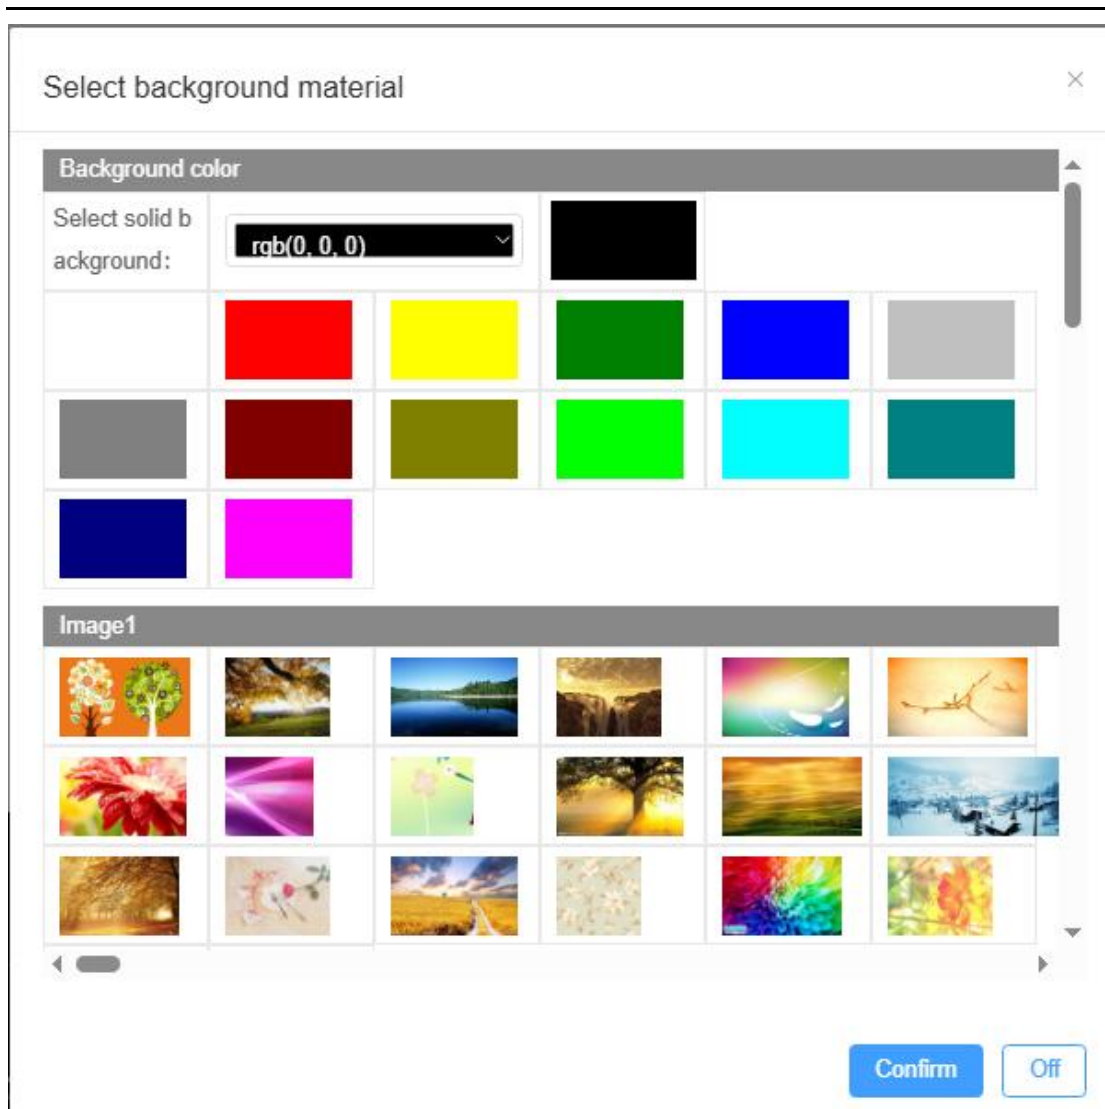 Select background material
Background color
Select solid b
ackground:
rgb(0, 0, 0)
Image1
Confirm
Off